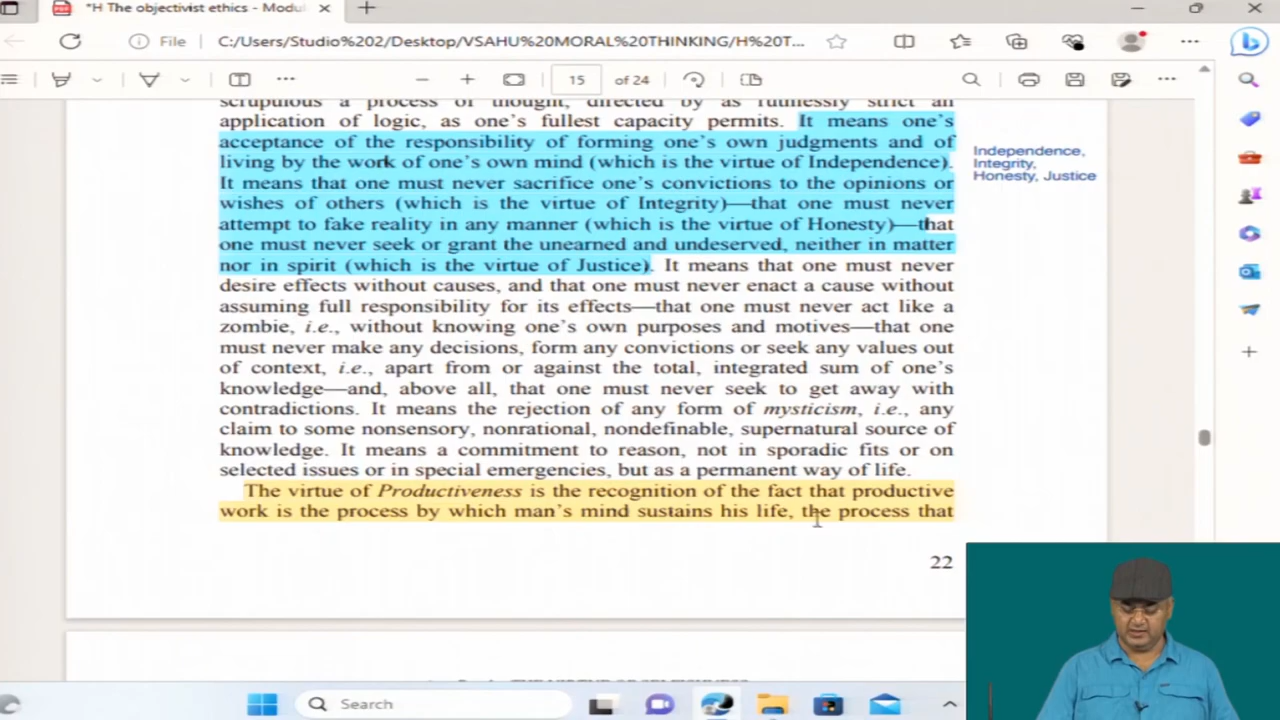 *H The objectivist ethics - Modu
File
C:/Users/Studio%202/Desktop/VSAHU%20MORAL%20THINKING/H%20T...
15 of 24
scrupulous a process of thought, directed by as ruthlessly strict an
application of logic, as one's fullest capacity permits. It means one's
acceptance of the responsibility of forming one's own judgments and of
living by the work of one's own mind (which is the virtue of Independence).
It means that one must never sacrifice one's convictions to the opinions or
wishes of others (which is the virtue of Integrity)—that one must never
attempt to fake reality in any manner (which is the virtue of Honesty)—that
one must never seek or grant the unearned and undeserved, neither in matter
nor in spirit (which is the virtue of Justice). It means that one must never
desire effects without causes, and that one must never enact a cause without
assuming full responsibility for its effects—that one must never act like a
zombie, i.e., without knowing one's own purposes and motives—that one
must never make any decisions, form any convictions or seek any values out
of context, i.e., apart from or against the total, integrated sum of one's
knowledge—and, above all, that one must never seek to get away with
contradictions. It means the rejection of any form of mysticism, i.e., any
claim to some nonsensory, nonrational, nondefinable, supernatural source of
knowledge. It means a commitment to reason, not in sporadic fits or on
selected issues or in special emergencies, but as a permanent way of life.
The virtue of Productiveness is the recognition of the fact that productive
work is the process by which man's mind sustains his life, the process that
Independence,
Integrity,
Honesty, Justice
22
Search